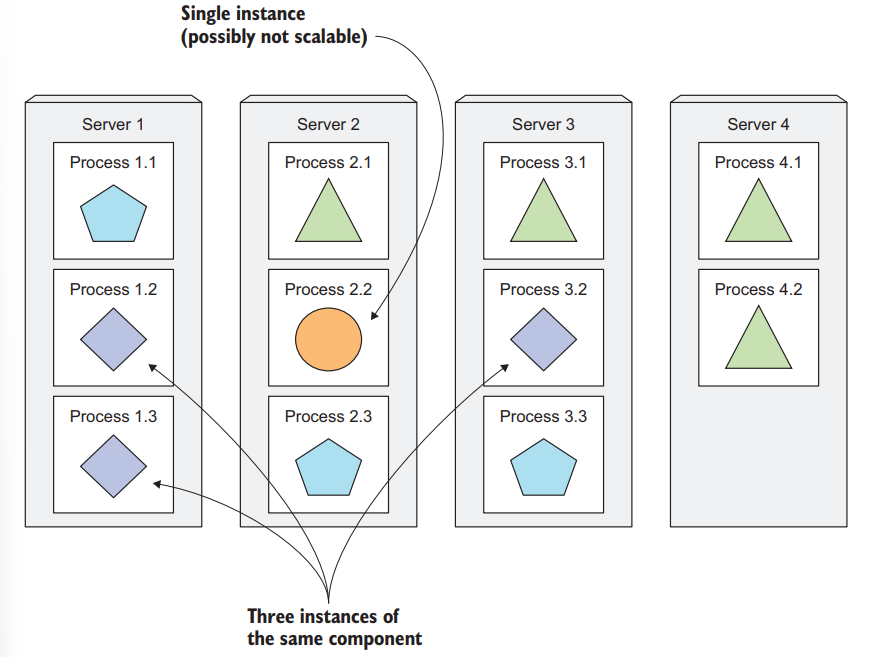 Single instance
(possibly not scalable)
Server 1
Process 1.1
Process 1.2
Process 1.3
Server 2
Process 2.1
Process 2.2
Process 2.3
Server 3
Process 3.1
Process 3.2
Process 3.3
Server 4
Process 4.1
Process 4.2
Three instances of
the same component